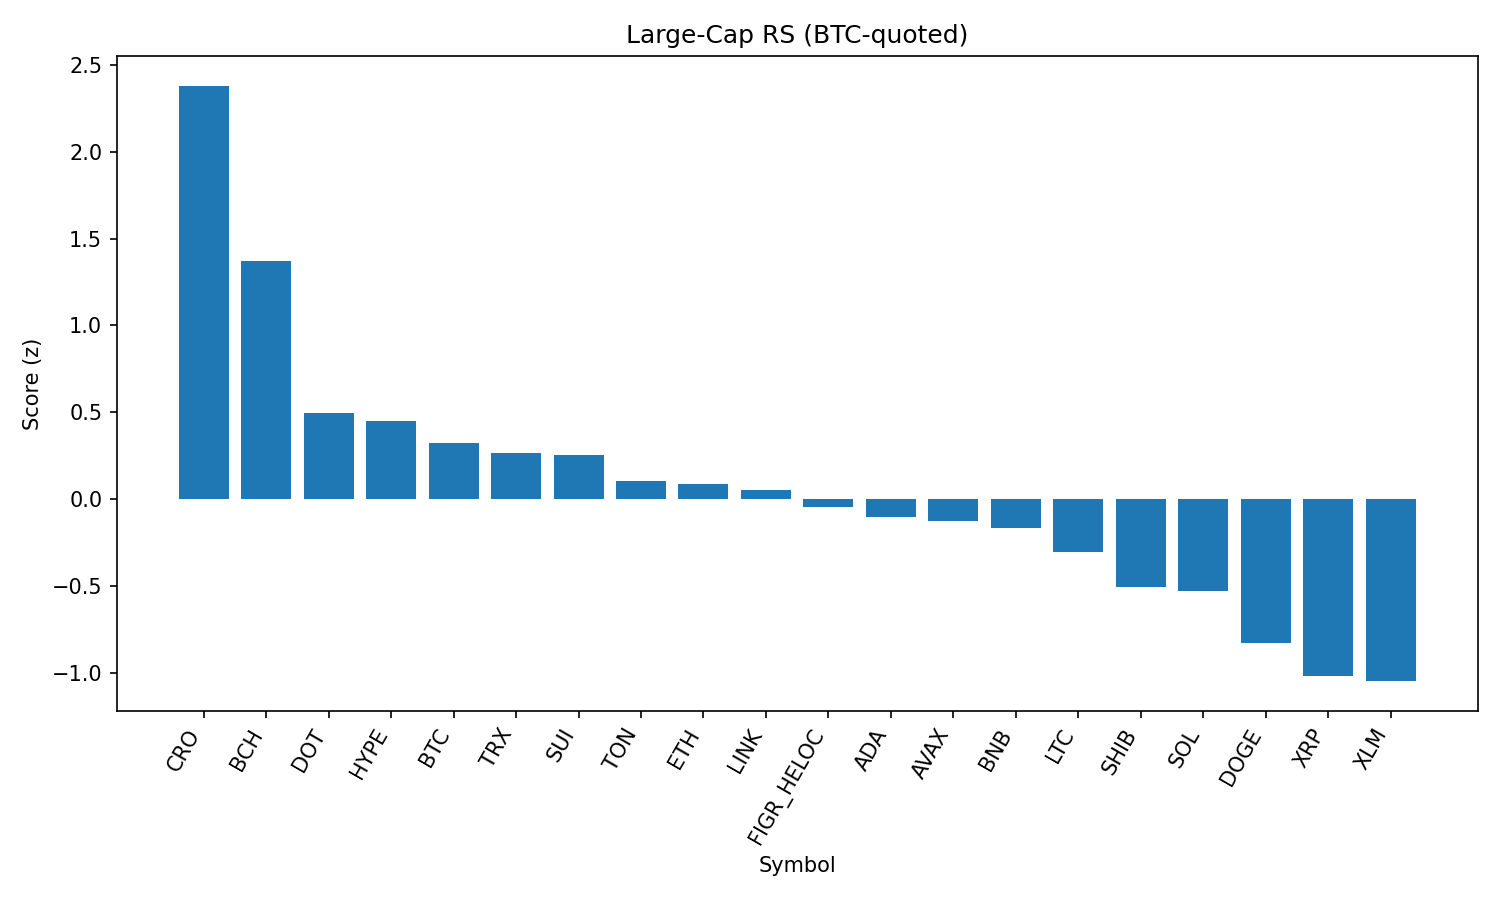 Large-Cap RS (BTC-quoted)
Score (z)
2.5
2.0
1.5
1.0
0.5
0.0
−0.5
−1.0
CRO
BCH
DOT
HYPE
BTC
TRX
SUI
TON
ETH
LINK
FIGR_HELOC
ADA
AVAX
BNB
LTC
SHIB
SOL
DOGE
XRP
XLM
Symbol